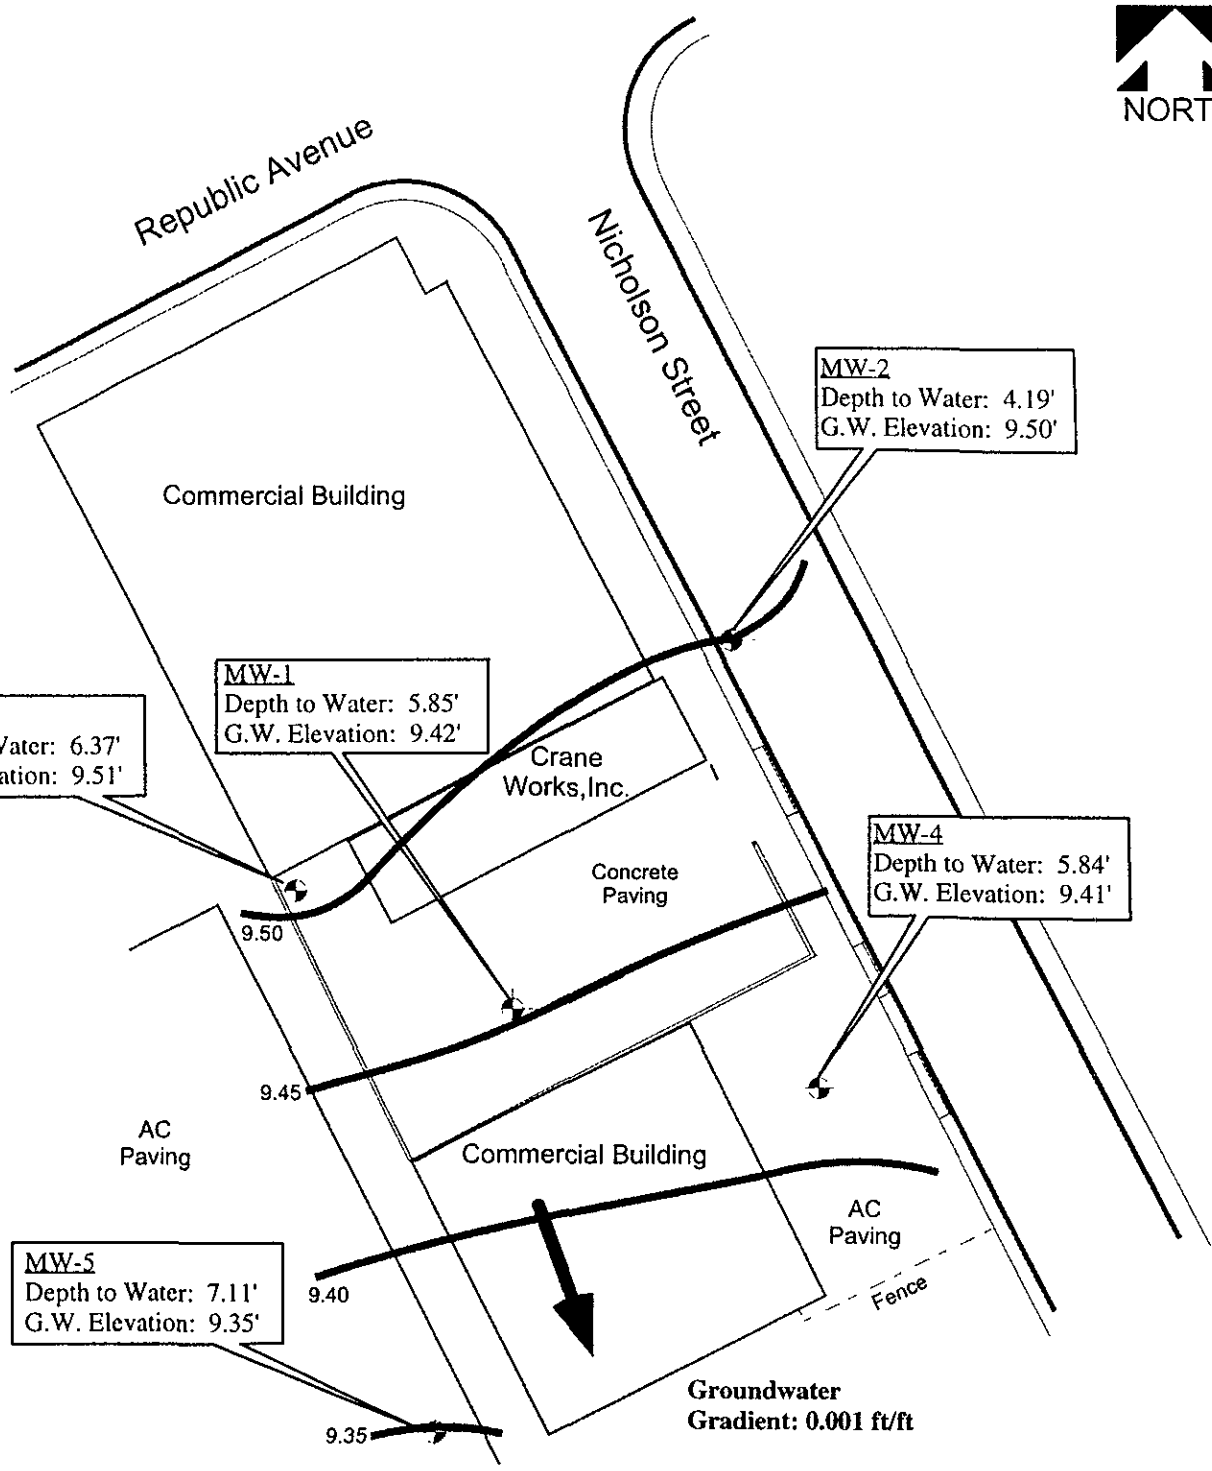 NORT
Republic Avenue
Nicholson Street
MW-2
Depth to Water: 4.19'
G.W. Elevation: 9.50'
Commercial Building
MW-1
Depth to Water: 5.85'
G.W. Elevation: 9.42'
Water: 6.37'
ation: 9.51'
Crane
Works,Inc.
MW-4
Depth to Water: 5.84'
G.W. Elevation: 9.41'
Concrete
Paving
9.50
9.45
AC
Paving
Commercial Building
AC
Paving
MW-5
Depth to Water: 7.11'
G.W. Elevation: 9.35'
9.40
Fence
Groundwater
Gradient: 0.001 ft/ft
9.35